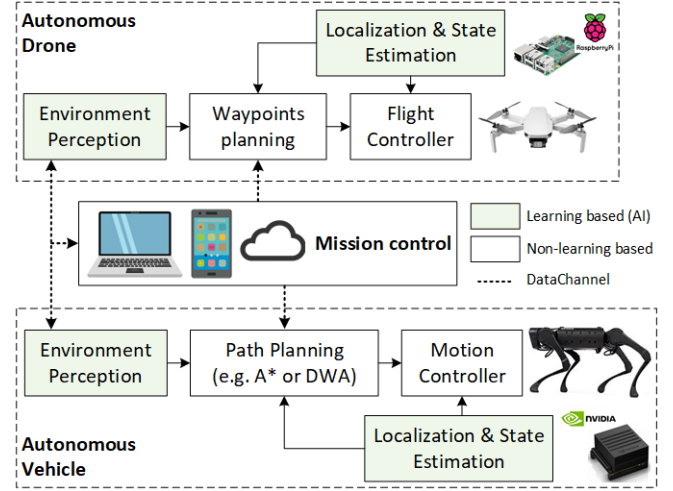 Autonomous
Drone
Localization & State
Estimation
RaspberryPi
Environment
Perception
Waypoints
planning
Flight
Controller
Mission control
Learning based (AI)
Non-learning based
DataChannel
Environment
Perception
Path Planning
(e.g. A* or DWA)
Motion
Controller
Localization & State
Estimation
NVIDIA
Autonomous
Vehicle